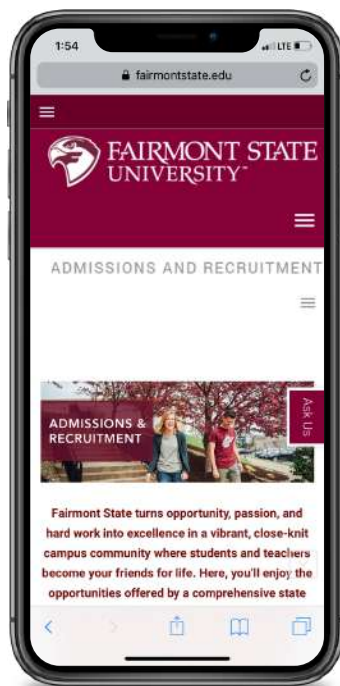 1:54
LTE
fairmontstate.edu
FAIRMONT STATE
UNIVERSITY™
ADMISSIONS AND RECRUITMENT
ADMISSIONS &
RECRUITMENT
Ask Us
Fairmont State turns opportunity, passion, and
hard work into excellence in a vibrant, close-knit
campus community where students and teachers
become your friends for life. Here, you'll enjoy the
opportunities offered by a comprehensive state